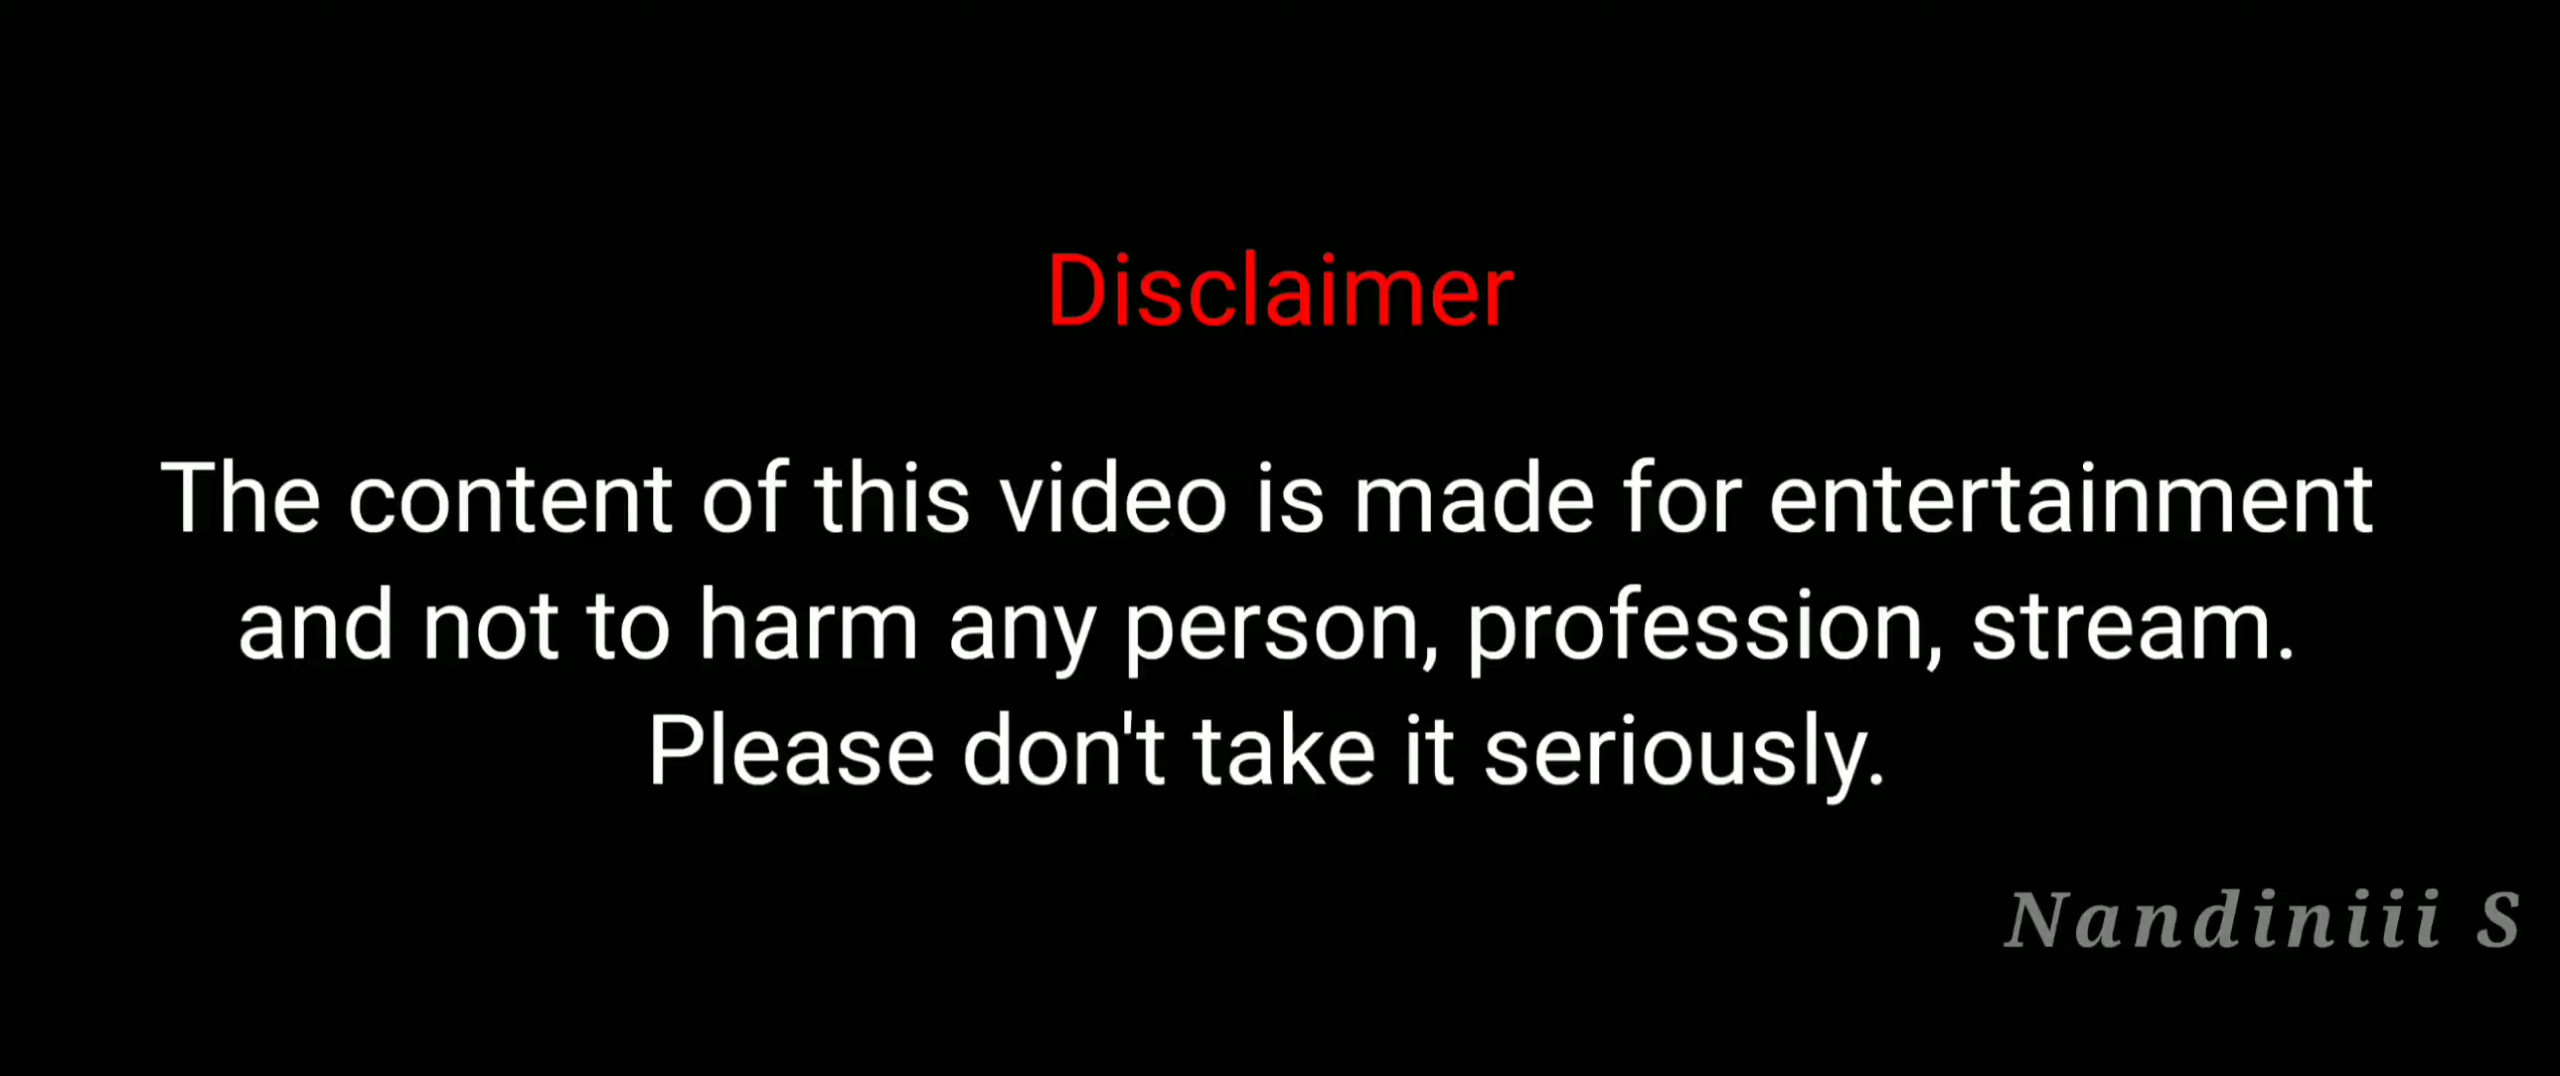 Disclaimer
The content of this video is made for entertainment
and not to harm any person, profession, stream.
Please don't take it seriously.
Nandiniii S